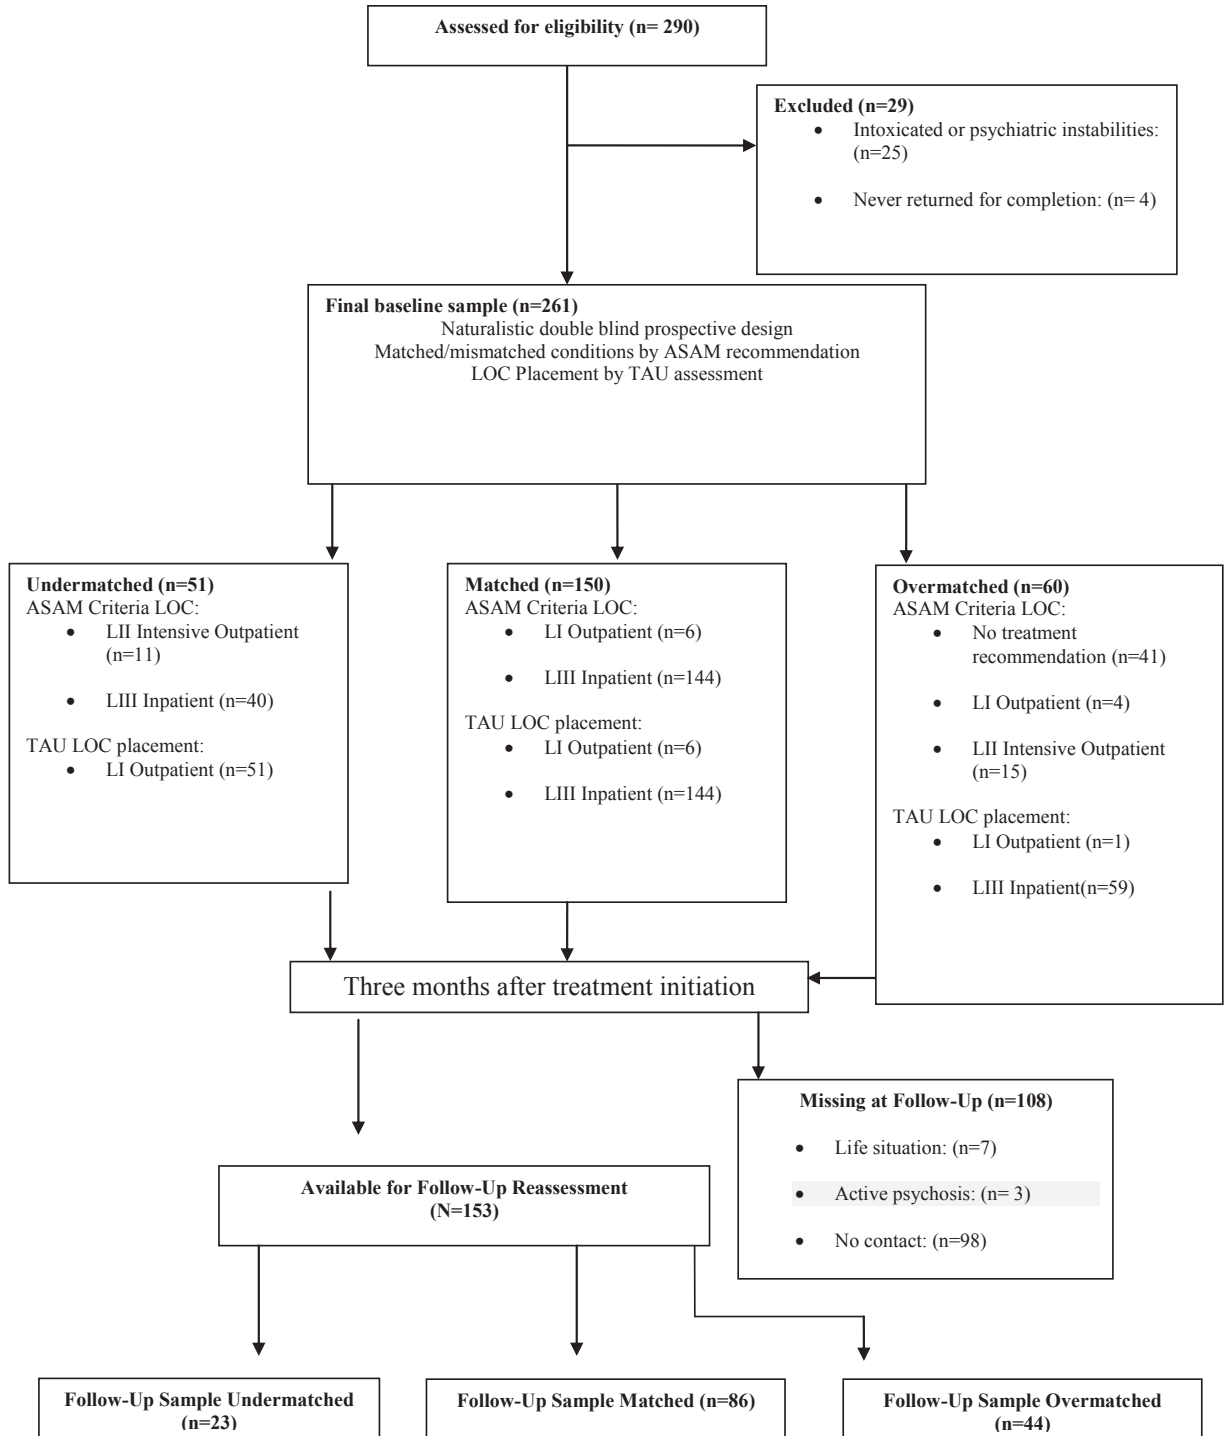 Assessed for eligibility (n= 290)
Excluded (n=29)
• Intoxicated or psychiatric instabilities:
(n=25)
• Never returned for completion: (n= 4)
Final baseline sample (n=261)
Naturalistic double blind prospective design
Matched/mismatched conditions by ASAM recommendation
LOC Placement by TAU assessment
Undermatched (n=51)
ASAM Criteria LOC:
• LII Intensive Outpatient
(n=11)
• LIII Inpatient (n=40)
TAU LOC placement:
• LI Outpatient (n=51)
Matched (n=150)
ASAM Criteria LOC:
• LI Outpatient (n=6)
• LIII Inpatient (n=144)
TAU LOC placement:
• LI Outpatient (n=6)
• LIII Inpatient (n=144)
Overmatched (n=60)
ASAM Criteria LOC:
• No treatment
recommendation (n=41)
• LI Outpatient (n=4)
• LII Intensive Outpatient
(n=15)
TAU LOC placement:
• LI Outpatient (n=1)
• LIII Inpatient(n=59)
Three months after treatment initiation
Missing at Follow-Up (n=108)
• Life situation: (n=7)
• Active psychosis: (n= 3)
• No contact: (n=98)
Available for Follow-Up Reassessment
(N=153)
Follow-Up Sample Undermatched
(n=23)
Follow-Up Sample Matched (n=86)
Follow-Up Sample Overmatched
(n=44)